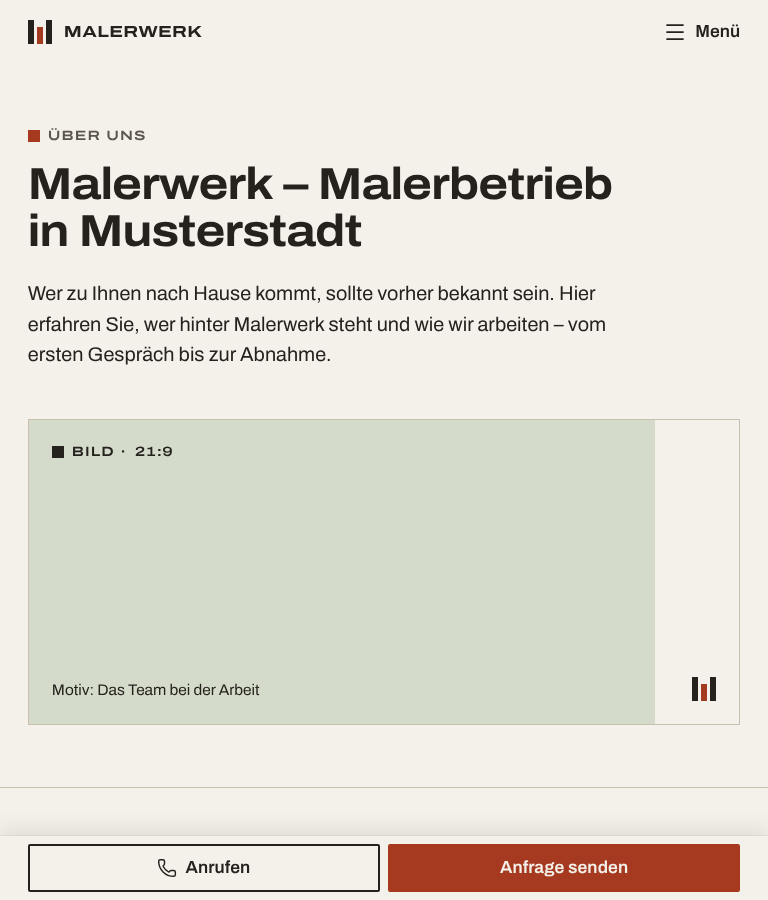 MALERWERK
Menü
ÜBER UNS
Malerwerk – Malerbetrieb
in Musterstadt
Wer zu Ihnen nach Hause kommt, sollte vorher bekannt sein. Hier
erfahren Sie, wer hinter Malerwerk steht und wie wir arbeiten – vom
ersten Gespräch bis zur Abnahme.
BILD · 21:9
Motiv: Das Team bei der Arbeit
Anrufen
Anfrage senden